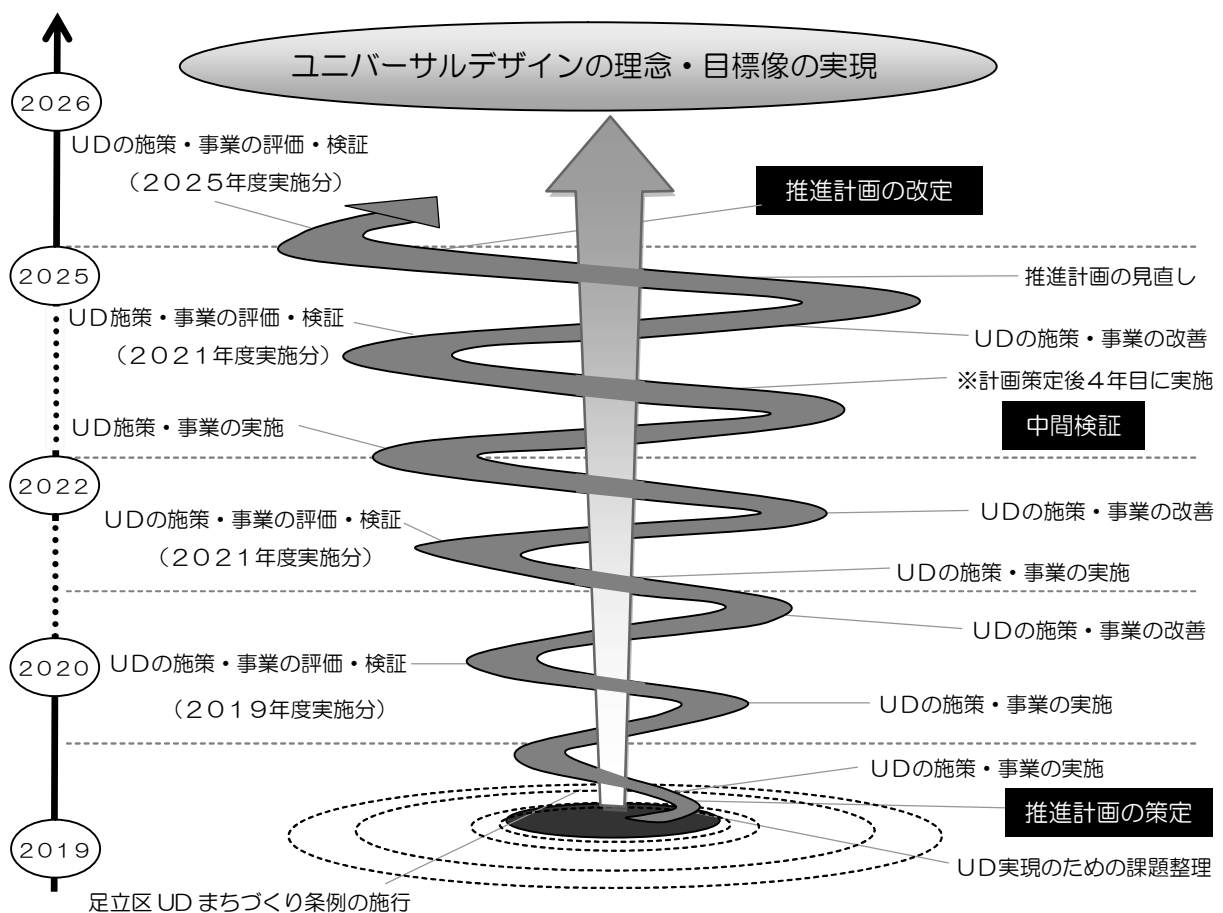 ユニバーサルデザインの理念・目標像の実現
2026
UDの施策・事業の評価・検証
(2025年度実施分)
推進計画の改定
2025
推進計画の見直し
UD施策・事業の評価・検証
(2021年度実施分)
UDの施策・事業の改善
※計画策定後4年目に実施
中間検証
UD施策・事業の実施
2022
UDの施策・事業の評価・検証
(2021年度実施分)
UDの施策・事業の改善
UDの施策・事業の実施
UDの施策・事業の改善
2020
UDの施策・事業の評価・検証
(2019年度実施分)
UDの施策・事業の実施
UDの施策・事業の実施
推進計画の策定
2019
UD実現のための課題整理
足立区UDまちづくり条例の施行